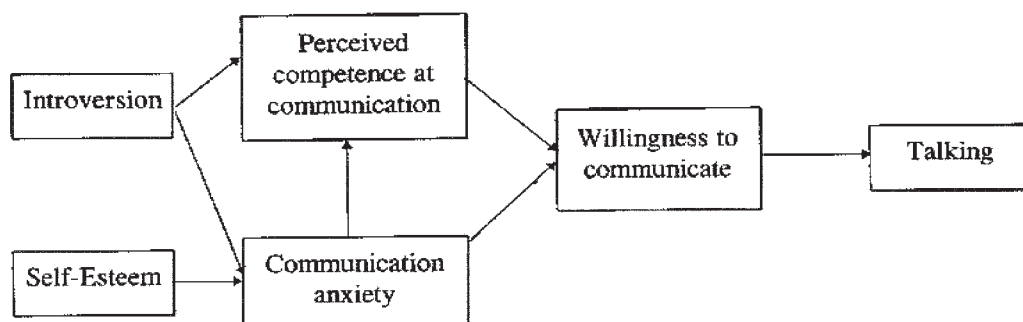 Introversion
Perceived
competence at
communication
Willingness to
communicate
Talking
Self-Esteem
Communication
anxiety